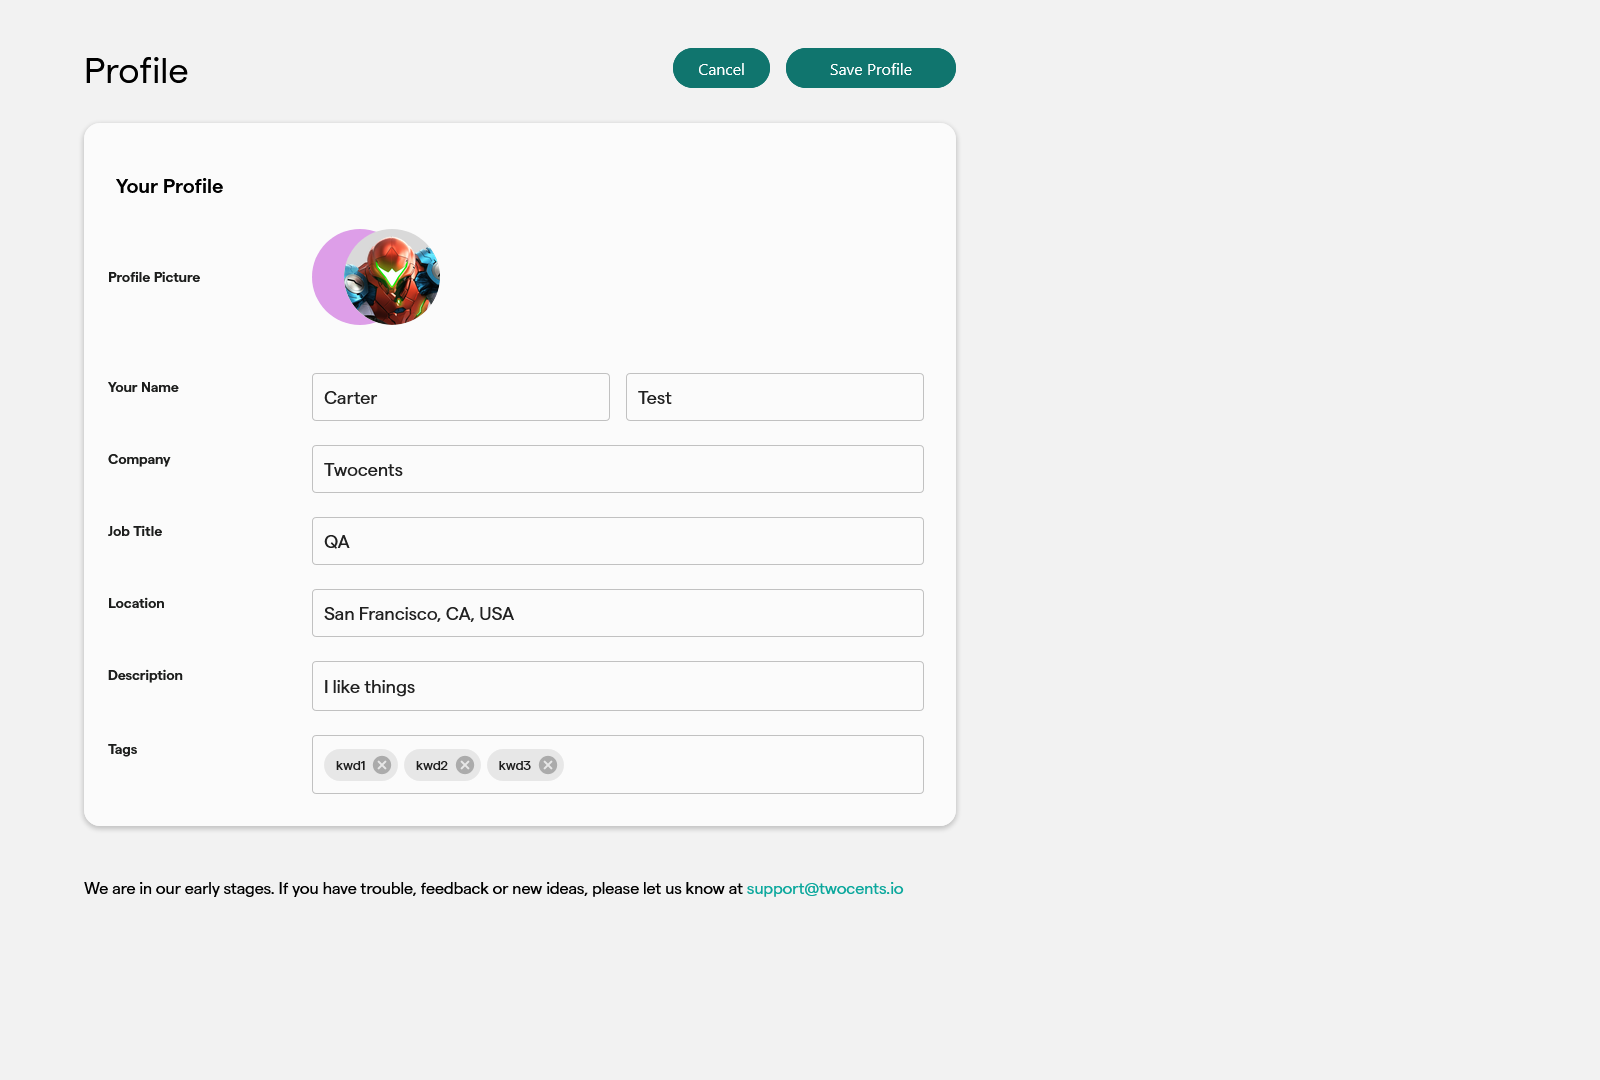 Profile
Cancel
Save Profile
Your Profile
Profile Picture
Your Name
Carter
Test
Company
Twocents
Job Title
QA
Location
San Francisco, CA, USA
Description
I like things
Tags
kwd1
kwd2
kwd3
We are in our early stages. If you have trouble, feedback or new ideas, please let us know at support@twocents.io